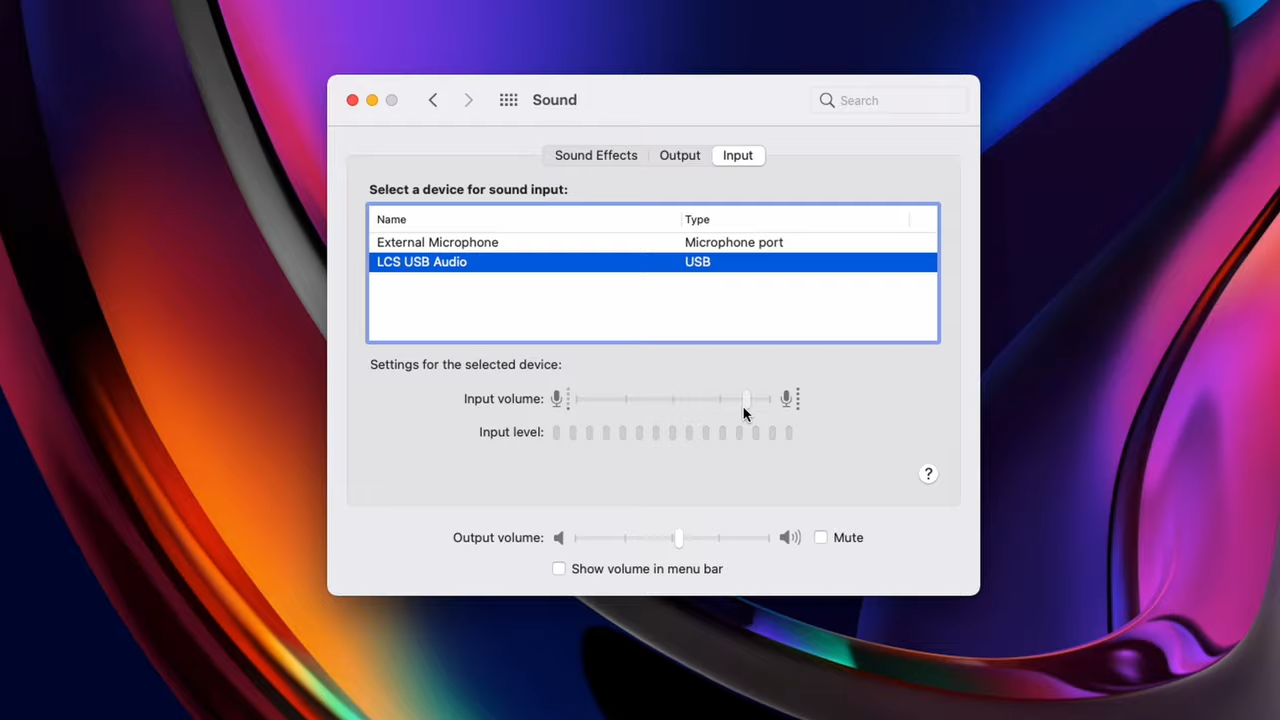 Sound
Search
Sound Effects Output Input
Select a device for sound input:
Name Type
External Microphone Microphone port
LCS USB Audio USB
Settings for the selected device:
Input volume:
Input level:
?
Output volume: Mute
Show volume in menu bar